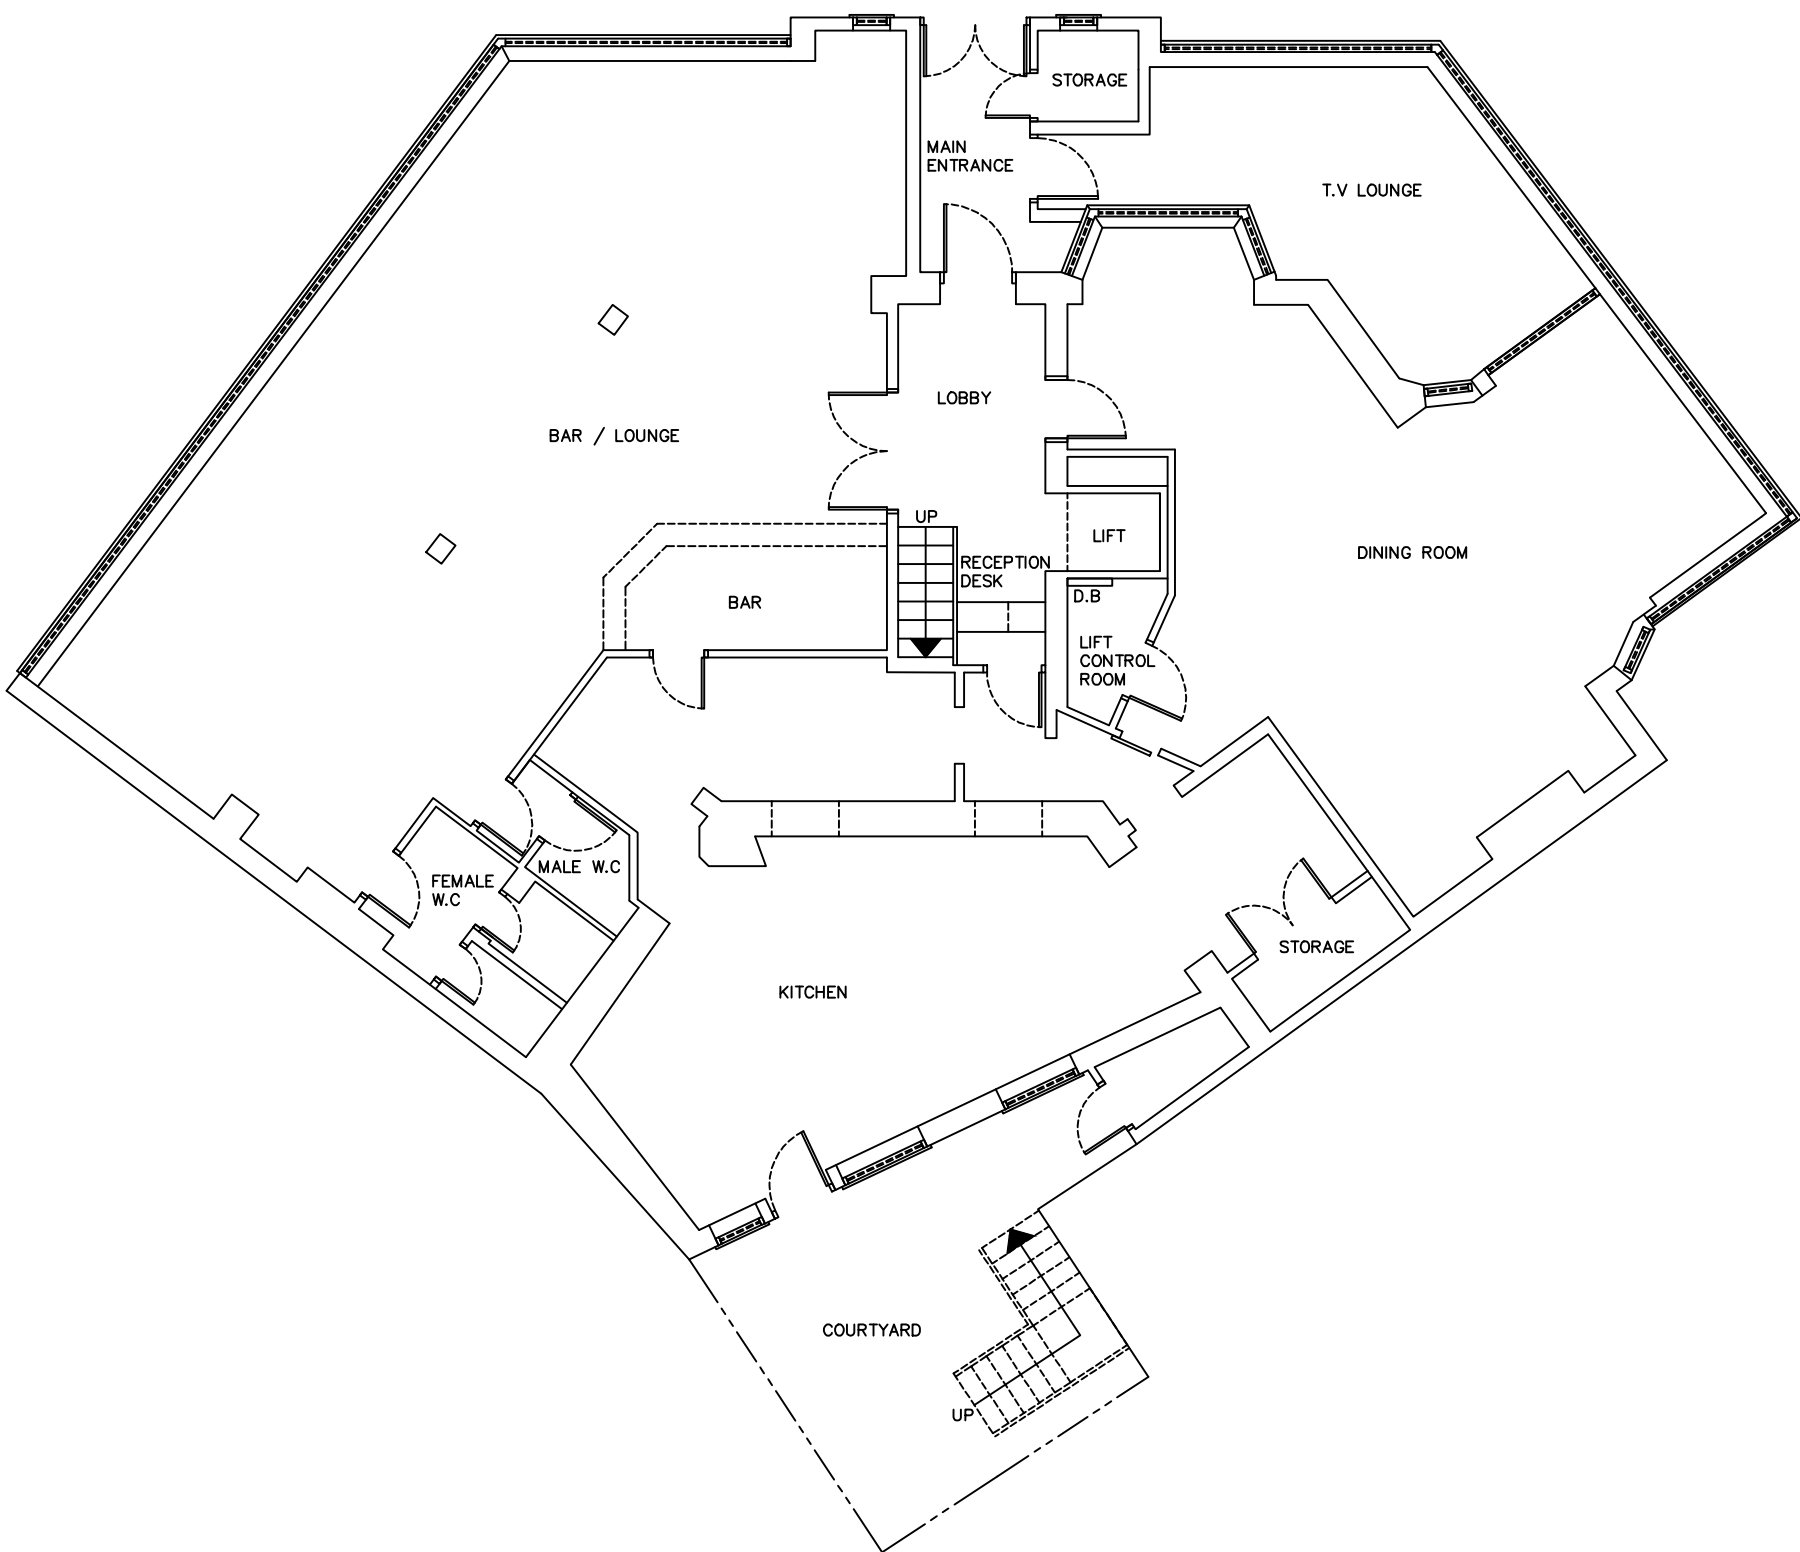 STORAGE
MAIN
ENTRANCE
T.V LOUNGE
LOBBY
BAR / LOUNGE
UP
LIFT
RECEPTION
DESK
DINING ROOM
D.B
BAR
LIFT
CONTROL
ROOM
MALE W.C
FEMALE
W.C
STORAGE
KITCHEN
COURTYARD
UP